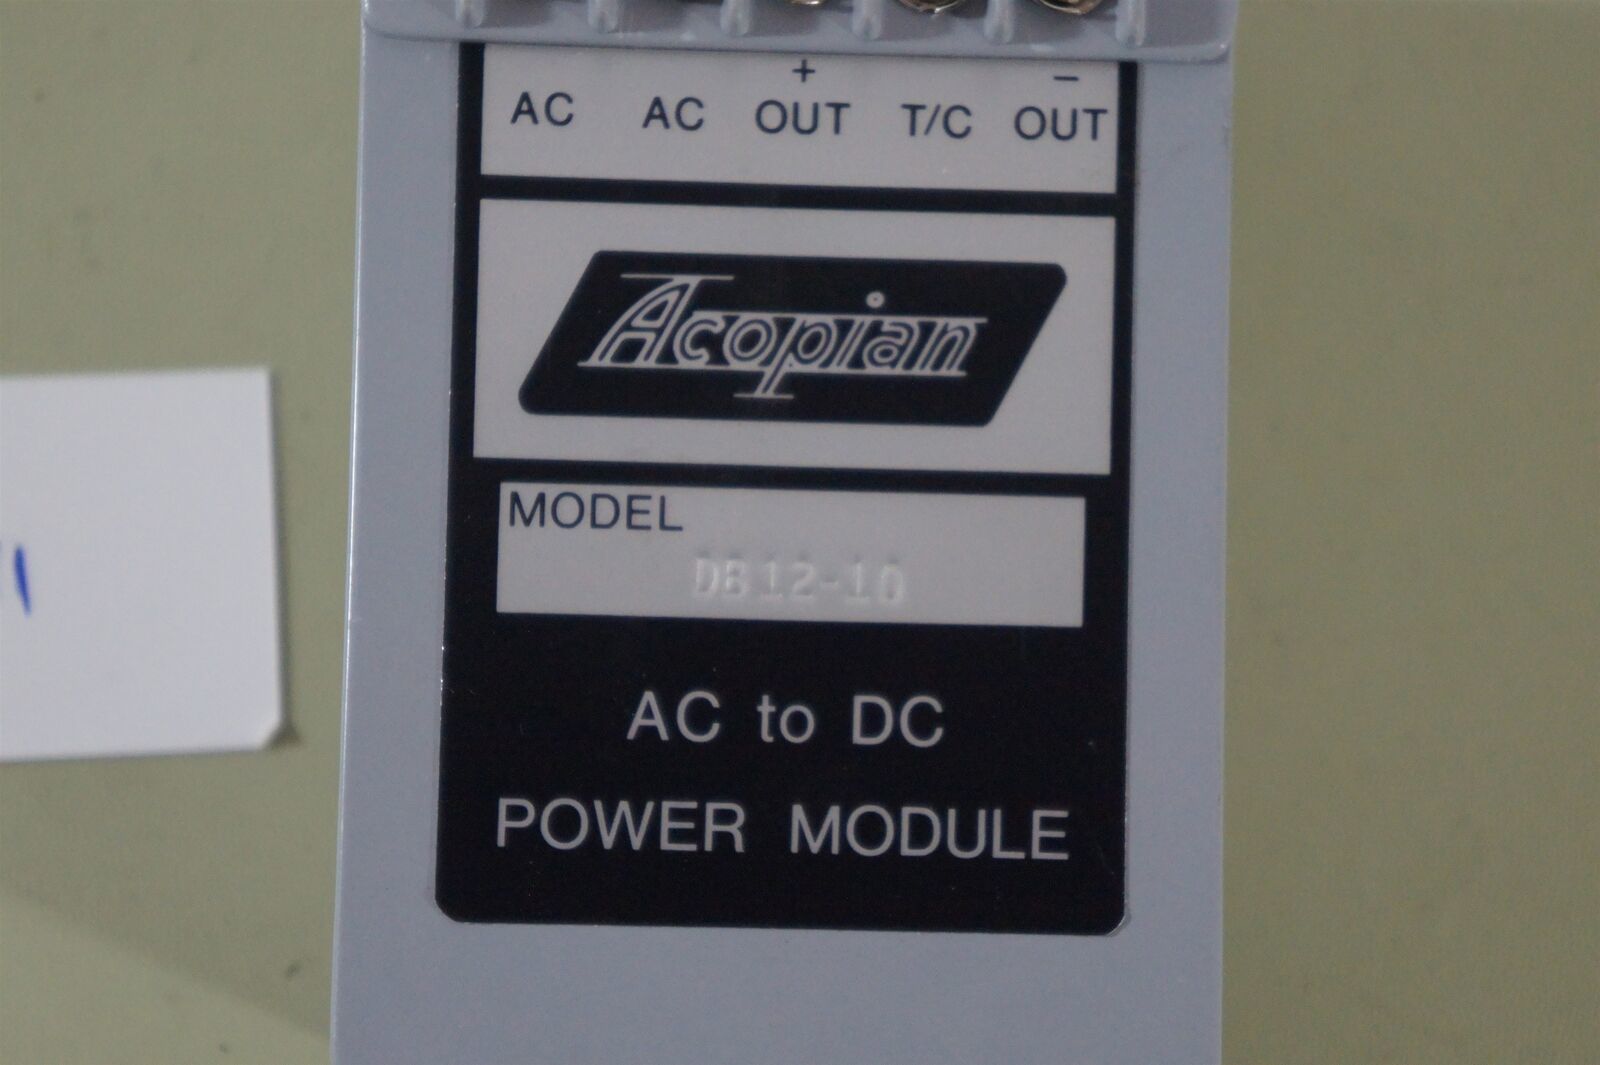 + −
AC AC OUT T/C OUT
Acopian
MODEL
DB12-10
AC to DC
POWER MODULE